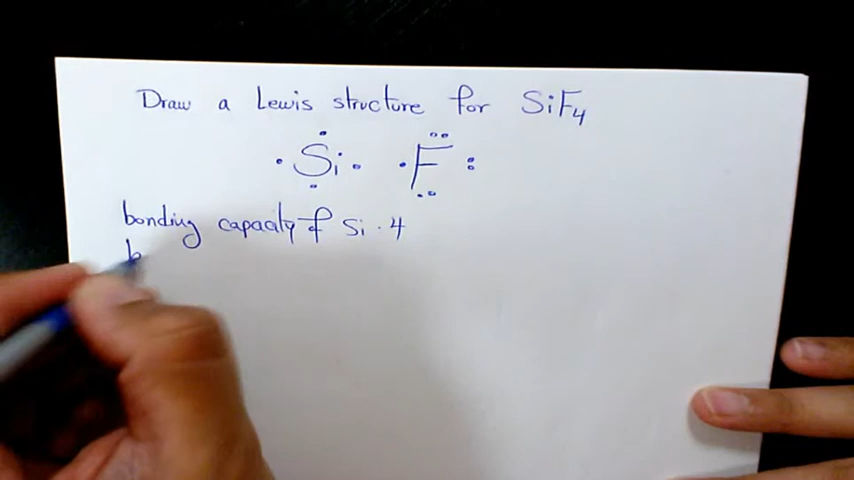 Draw a Lewis structure for SiF4
Si F
bonding capacity of Si . 4
b